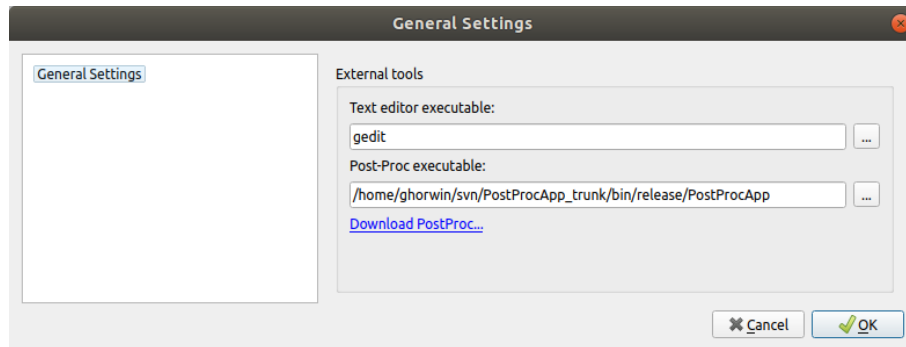 General Settings
General Settings
External tools
Text editor executable:
gedit
...
Post-Proc executable:
/home/ghorwin/svn/PostProcApp_trunk/bin/release/PostProcApp
...
Download PostProc...
Cancel
OK